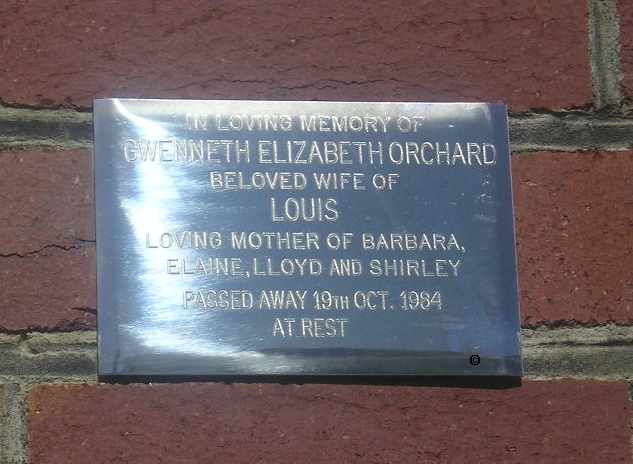 IN LOVING MEMORY OF
GWENNETH ELIZABETH ORCHARD
BELOVED WIFE OF
LOUIS
LOVING MOTHER OF BARBARA,
ELAINE, LLOYD AND SHIRLEY
PASSED AWAY 19TH OCT. 1984
AT REST
©